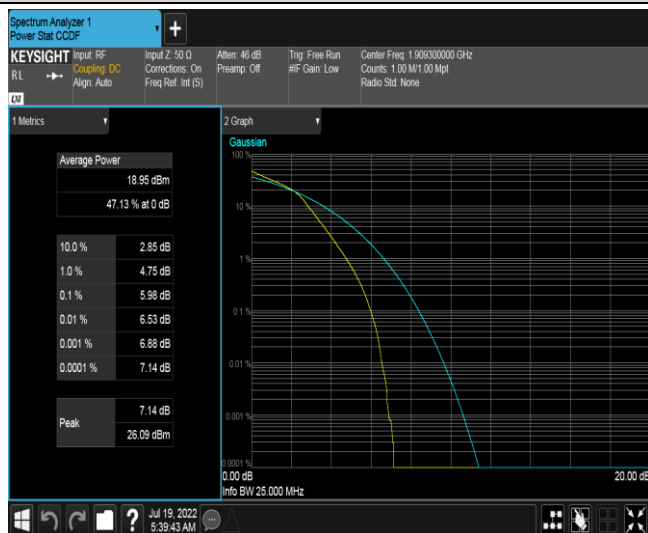 Spectrum Analyzer 1
Power Stat CCDF
KEYSIGHT
RL
Input: RF
Coupling: DC
Align: Auto
Input Z: 50 Ω
Corrections: On
Freq Ref: Int (S)
Atten: 46 dB
Preamp: Off
Trig: Free Run
#IF Gain: Low
Center Freq: 1.909300000 GHz
Counts: 1.00 M/1.00 Mpt
Radio Std: None
1 Metrics
Average Power
18.95 dBm
47.13 % at 0 dB
10.0 % 2.85 dB
1.0 % 4.75 dB
0.1 % 5.98 dB
0.01 % 6.53 dB
0.001 % 6.88 dB
0.0001 % 7.14 dB
Peak
7.14 dB
26.09 dBm
2 Graph
Gaussian
100 %
10 %
1 %
0.1 %
0.01 %
0.001 %
0.0001 %
0.00 dB
20.00 dB
Info BW 25.000 MHz
Jul 19, 2022
5:39:43 AM